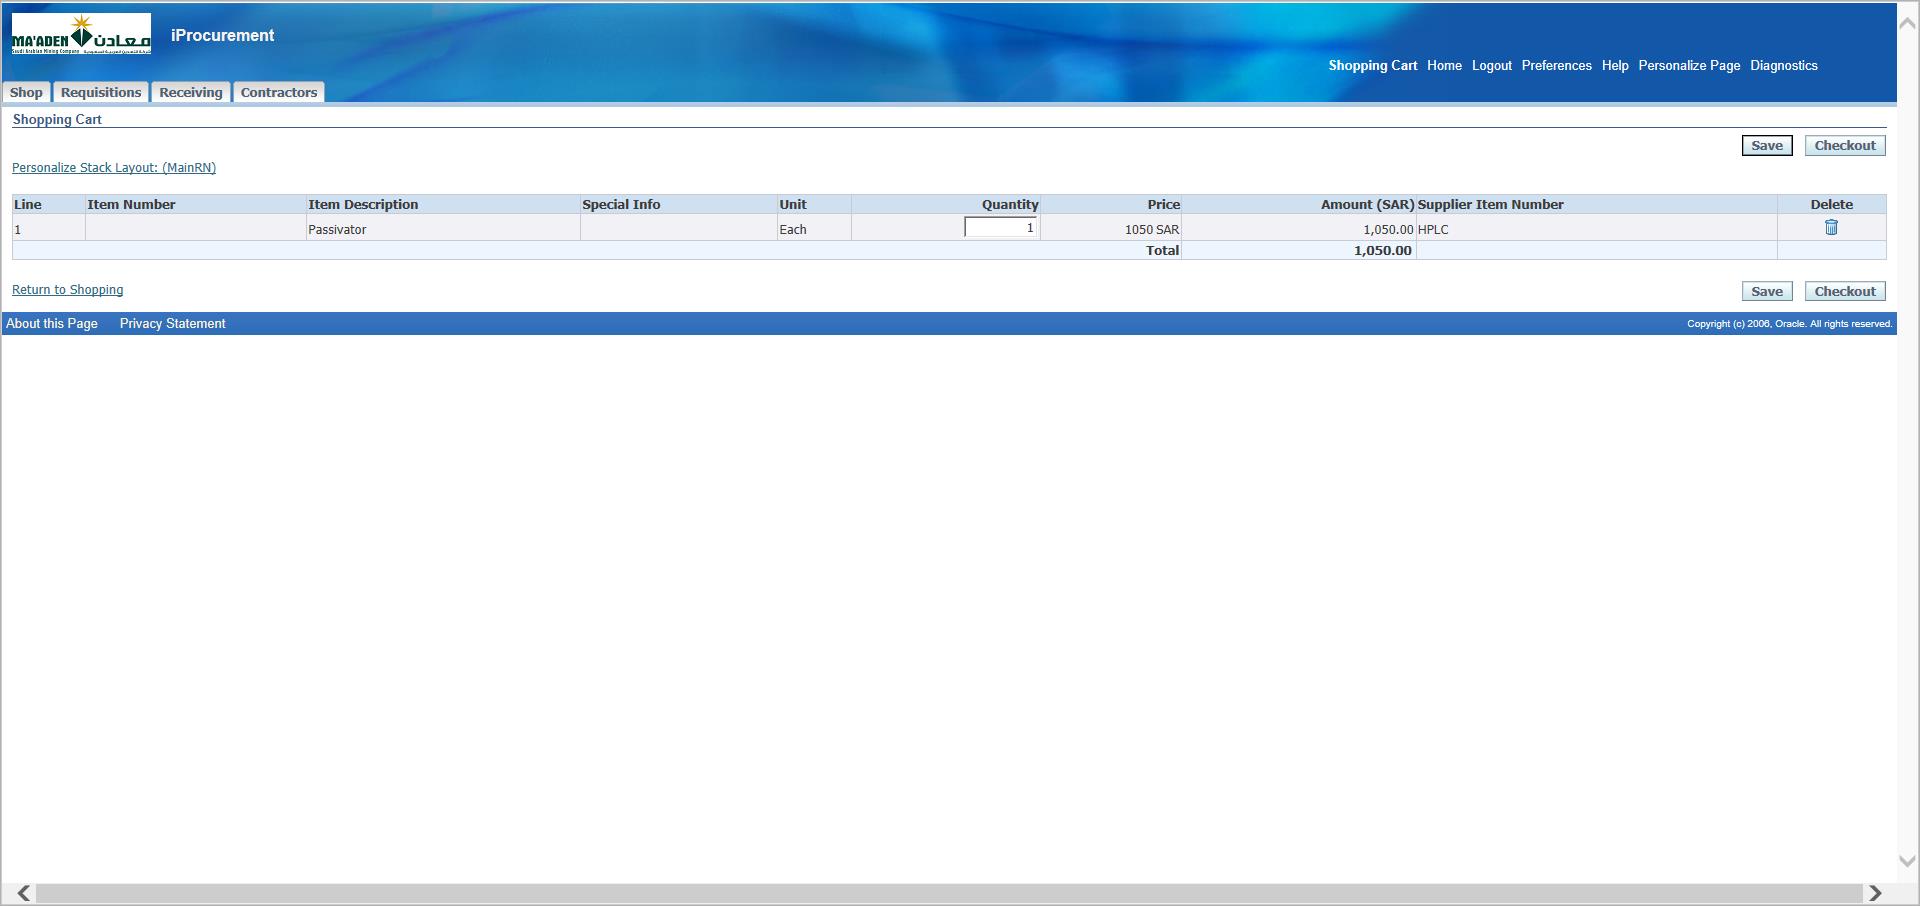 MA'ADEN معادن
Saudi Arabian Mining Company
iProcurement
Shopping Cart Home Logout Preferences Help Personalize Page Diagnostics
Shop Requisitions Receiving Contractors
Shopping Cart
Save Checkout
Personalize Stack Layout: (MainRN)
Line Item Number Item Description Special Info Unit Quantity Price Amount (SAR) Supplier Item Number Delete
1 Passivator Each 1 1050 SAR 1,050.00 HPLC
Total 1,050.00
Return to Shopping
Save Checkout
About this Page Privacy Statement
Copyright (c) 2006, Oracle. All rights reserved.